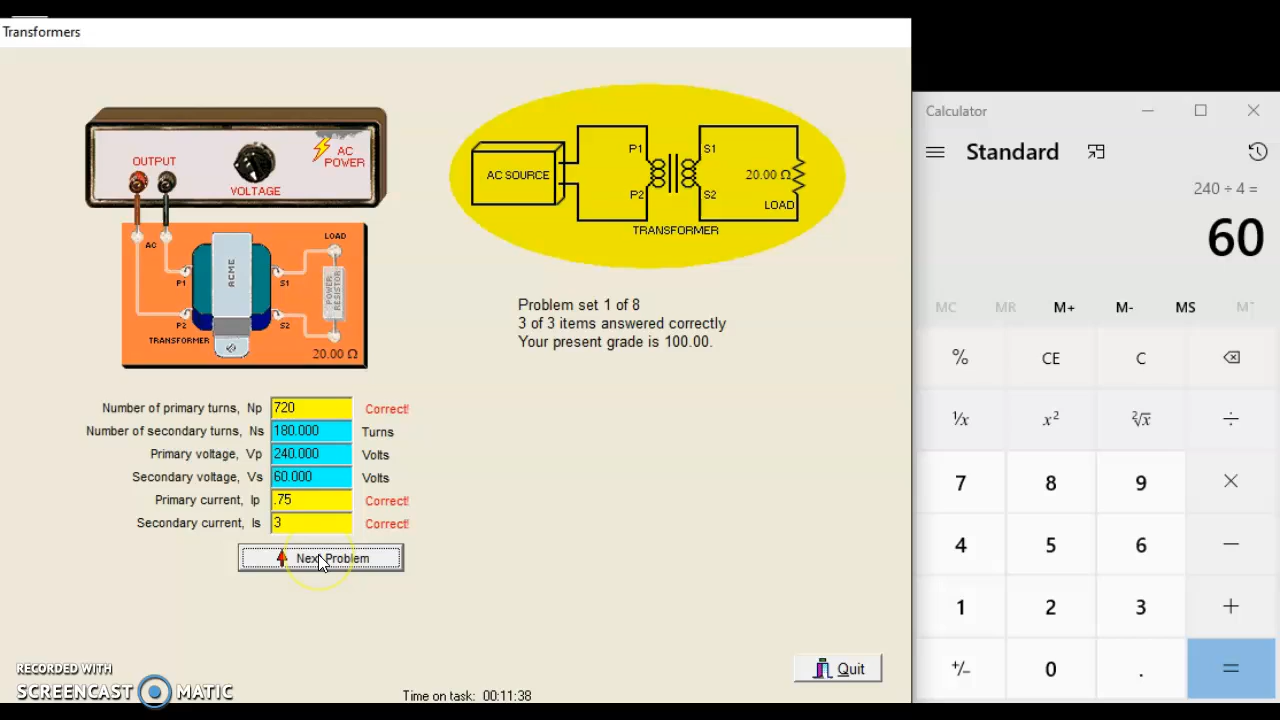 Transformers
OUTPUT
AC
POWER
VOLTAGE
AC
LOAD
ACME
P1
S1
POWER
RESISTOR
P2
S2
TRANSFORMER
20.00 Ω
AC SOURCE
P1
S1
20.00 Ω
P2
S2
LOAD
TRANSFORMER
Problem set 1 of 8
3 of 3 items answered correctly
Your present grade is 100.00.
Number of primary turns, Np 720 Correct!
Number of secondary turns, Ns 180.000 Turns
Primary voltage, Vp 240.000 Volts
Secondary voltage, Vs 60.000 Volts
Primary current, Ip .75 Correct!
Secondary current, Is 3 Correct!
Next Problem
Quit
RECORDED WITH
SCREENCAST MATIC
Time on task: 00:11:38
Calculator
Standard
240 ÷ 4 =
60
MC MR M+ M- MS
% CE C
¹/x x² ²√x ÷
7 8 9 ×
4 5 6 −
1 2 3 +
+/− 0 . =